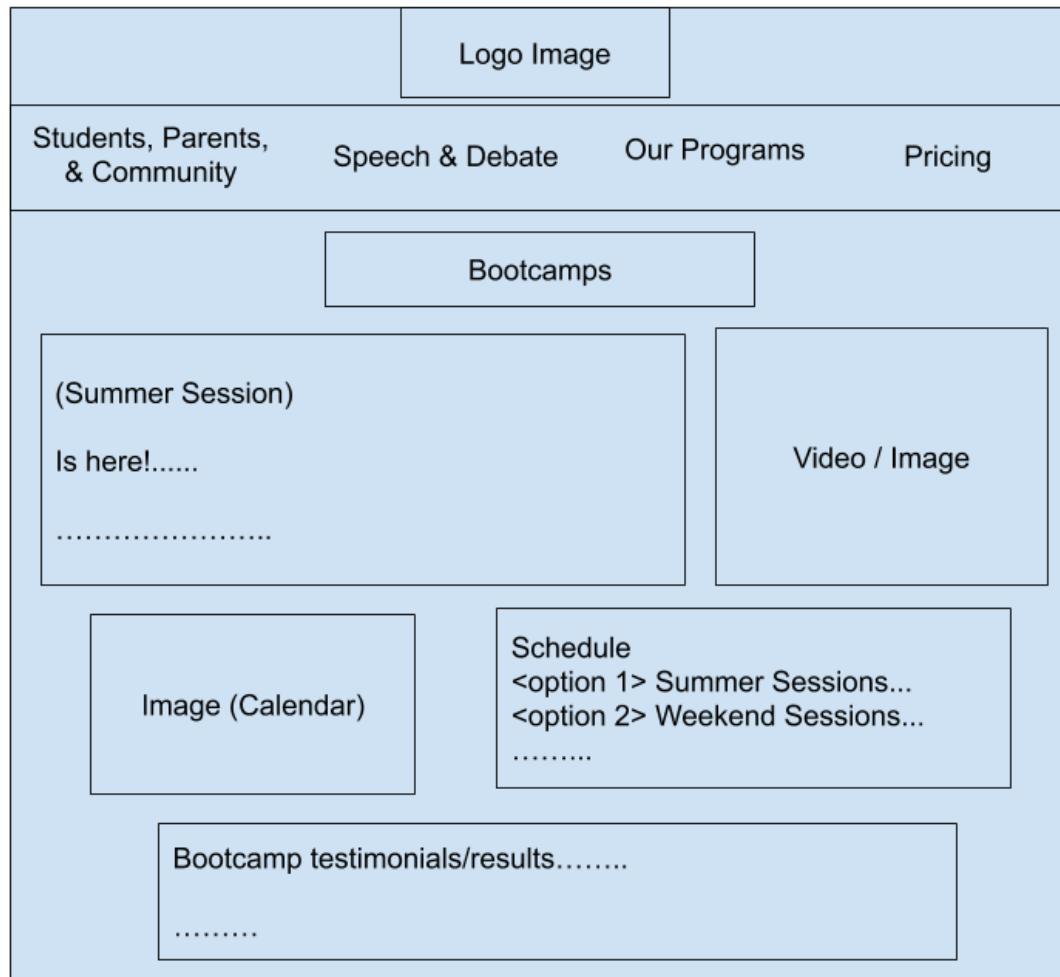 Logo Image
Students, Parents,
& Community
Speech & Debate
Our Programs
Pricing
Bootcamps
(Summer Session)
Is here!......
……………………..
Video / Image
Image (Calendar)
Schedule
<option 1> Summer Sessions...
<option 2> Weekend Sessions...
……...
Bootcamp testimonials/results……..
………